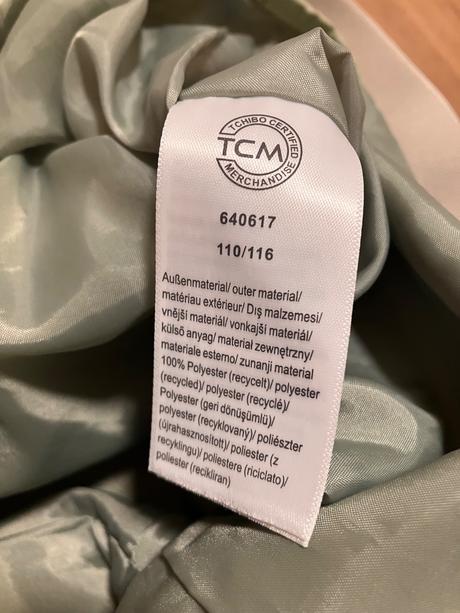 TCHIBO CERTIFIED
TCM
MERCHANDISE
640617
110/116
Außenmaterial/ outer material/
matériau extérieur/ Dış malzemesi/
vnější materiál/ vonkajší materiál/
külső anyag/ materiał zewnętrzny/
materiale esterno/ zunanji material
100% Polyester (recycelt)/ polyester
(recycled)/ polyester (recyclé)/
Polyester (geri dönüşümlü)/
polyester (recyklovaný)/ poliészter
(újrahasznosított)/ poliester (z
recyklingu)/ poliestere (riciclato)/
poliester (recikliran)